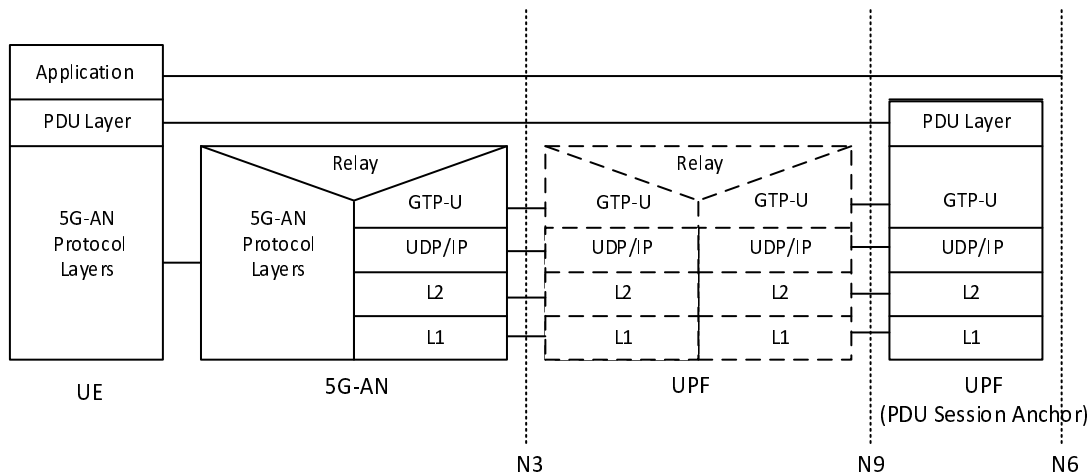 Application
PDU Layer
PDU Layer
Relay
Relay
GTP-U
GTP-U
GTP-U
GTP-U
5G-AN
Protocol
Layers
5G-AN
Protocol
Layers
UDP/IP
UDP/IP
UDP/IP
UDP/IP
L2
L2
L2
L2
L1
L1
L1
L1
UE
5G-AN
UPF
UPF
(PDU Session Anchor)
N3
N9
N6